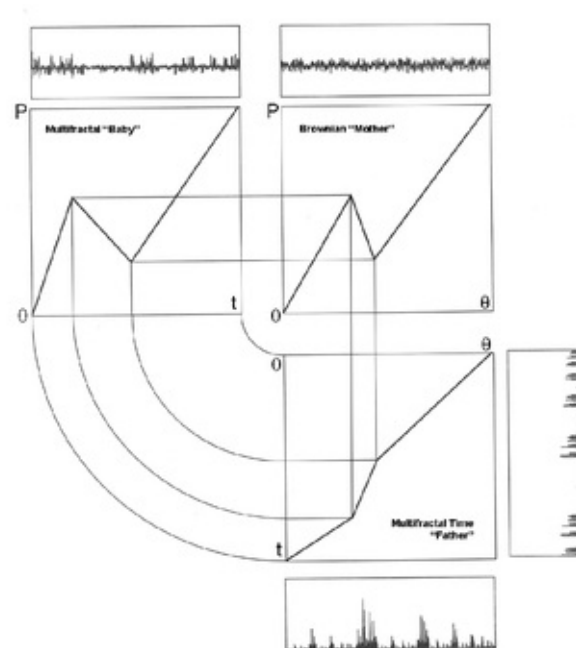 P
Multifractal "Baby"
0
t
P
Brownian "Mother"
0
θ
0
θ
t
Multifractal Time
"Father"